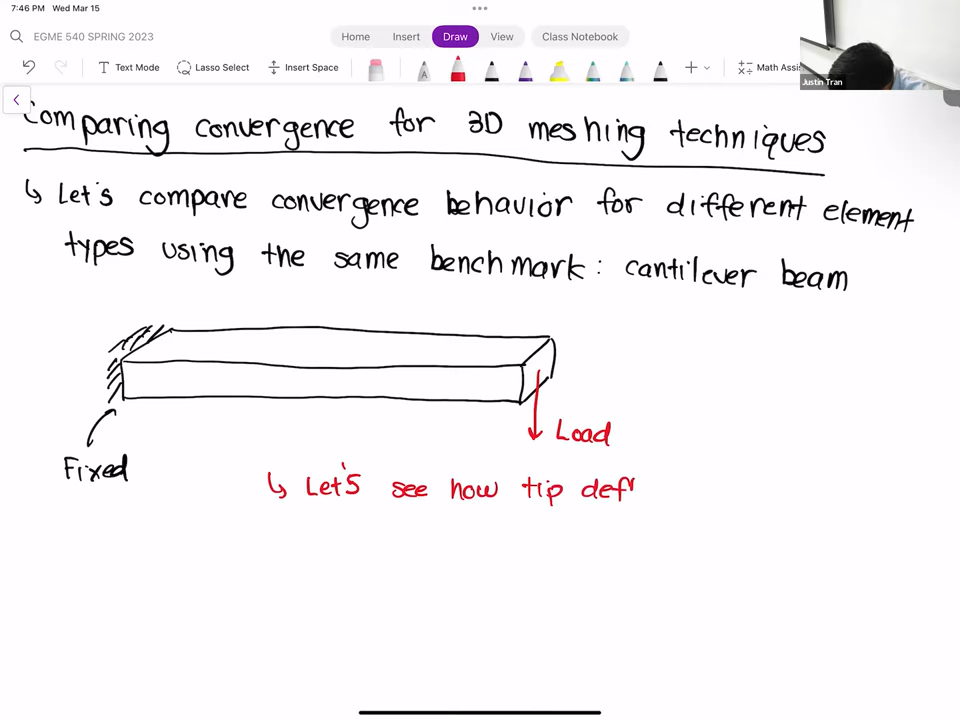 7:46 PM Wed Mar 15
EGME 540 SPRING 2023
Home Insert Draw View Class Notebook
Text Mode Lasso Select Insert Space Math Assis
Justin Tran
Comparing convergence for 3D meshing techniques
↳ Let's compare convergence behavior for different element
types using the same benchmark: cantilever beam
Load
Fixed
↳ Let's see how tip def